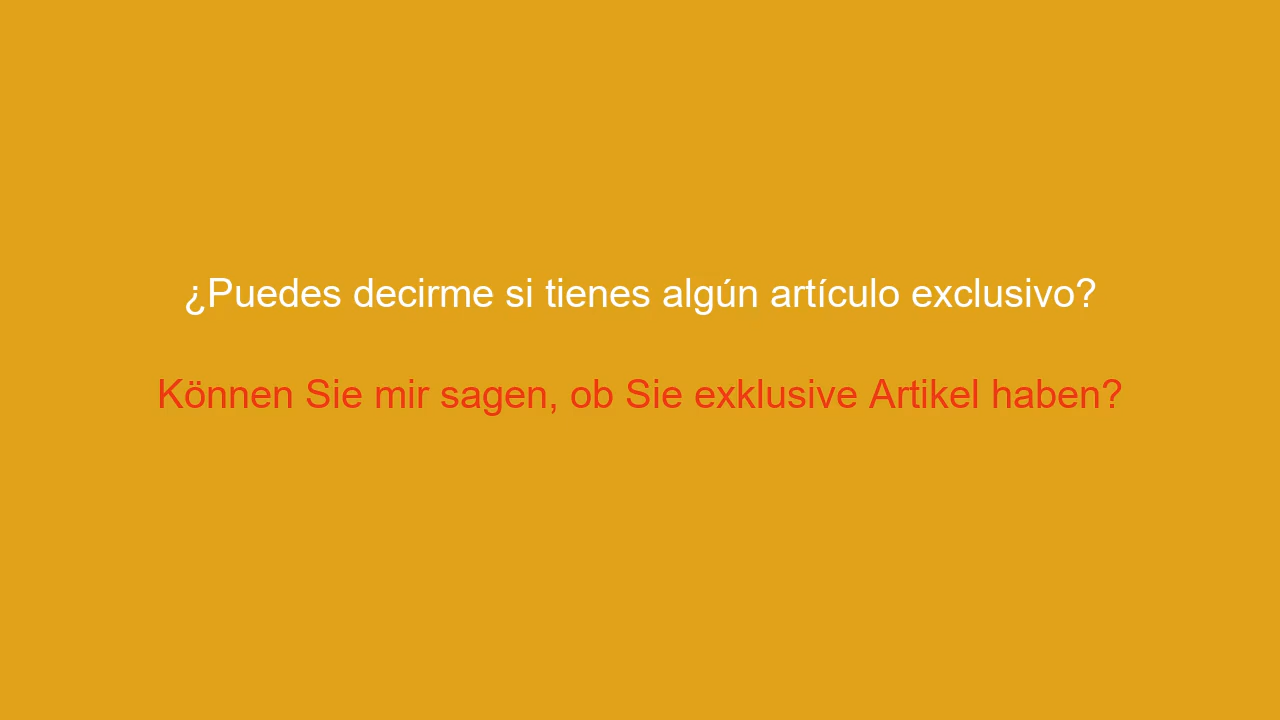 ¿Puedes decirme si tienes algún artículo exclusivo?
Können Sie mir sagen, ob Sie exklusive Artikel haben?